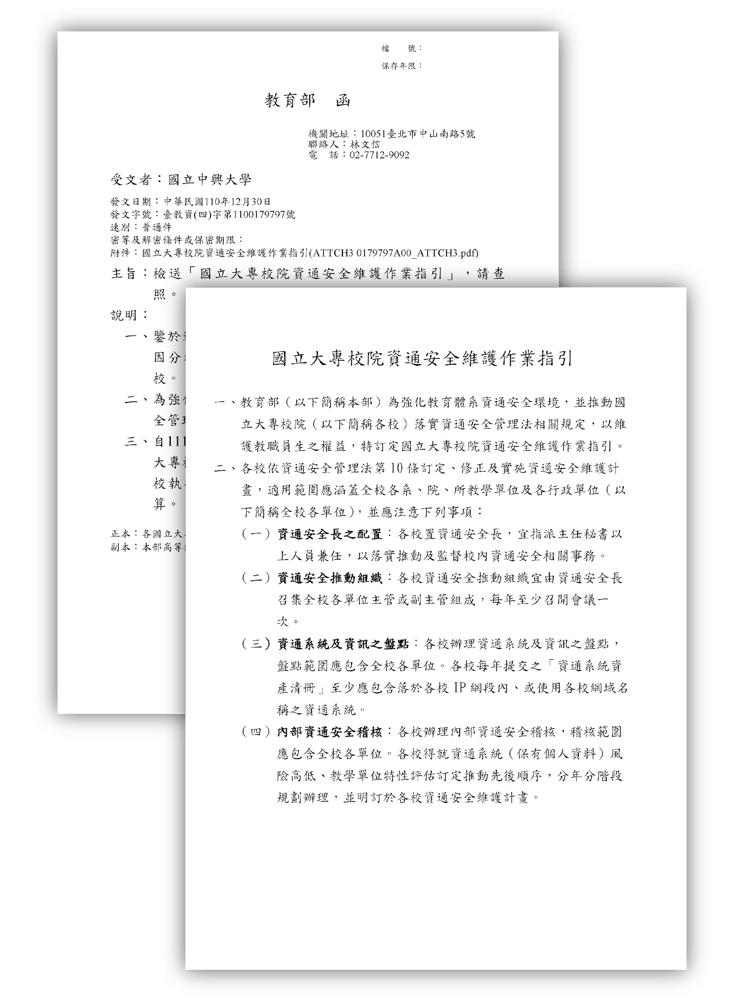 檔　　號：
保存年限：
教育部　函
機關地址：10051臺北市中山南路5號
聯絡人：林文信
電　話：02-7712-9092
受文者：國立中興大學
發文日期：中華民國110年12月30日
發文字號：臺教資(四)字第1100179797號
速別：普通件
密等及解密條件或保密期限：
附件：國立大專校院資通安全維護作業指引(ATTCH3 0179797A00_ATTCH3.pdf)
主旨：檢送「國立大專校院資通安全維護作業指引」，請查
照。
說明：
一、鑒於
因分
校。
二、為強
全管
三、自111
大專
校執
算。
正本：各國立大
副本：本部高等
國立大專校院資通安全維護作業指引
一、教育部（以下簡稱本部）為強化教育體系資通安全環境，並推動國
立大專校院（以下簡稱各校）落實資通安全管理法相關規定，以維
護教職員生之權益，特訂定國立大專校院資通安全維護作業指引。
二、各校依資通安全管理法第 10 條訂定、修正及實施資通安全維護計
畫，適用範圍應涵蓋全校各系、院、所教學單位及各行政單位（以
下簡稱全校各單位），並應注意下列事項：
（一）資通安全長之配置：各校置資通安全長，宜指派主任秘書以
上人員兼任，以落實推動及監督校內資通安全相關事務。
（二）資通安全推動組織：各校資通安全推動組織宜由資通安全長
召集全校各單位主管或副主管組成，每年至少召開會議一
次。
（三）資通系統及資訊之盤點：各校辦理資通系統及資訊之盤點，
盤點範圍應包含全校各單位。各校每年提交之「資通系統資
產清冊」至少應包含落於各校 IP 網段內、或使用各校網域名
稱之資通系統。
（四）內部資通安全稽核：各校辦理內部資通安全稽核，稽核範圍
應包含全校各單位。各校得就資通系統（保有個人資料）風
險高低、教學單位特性評估訂定推動先後順序，分年分階段
規劃辦理，並明訂於各校資通安全維護計畫。